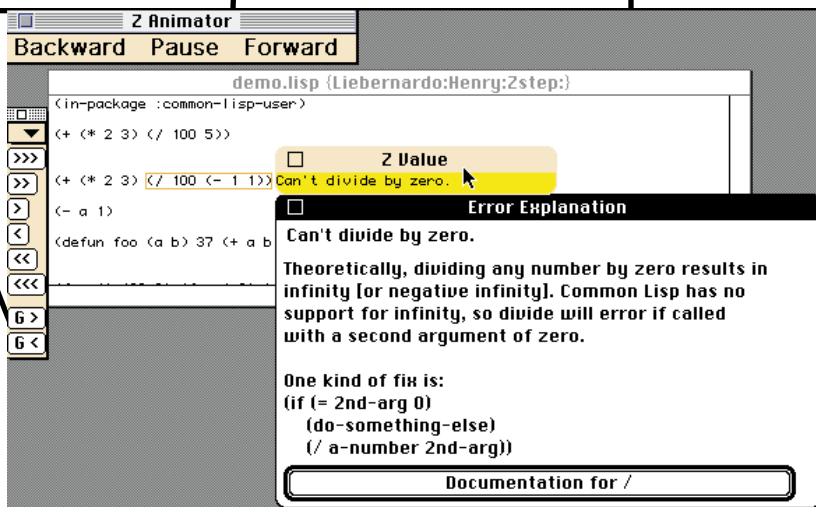 Z Animator
Backward Pause Forward
demo.lisp {Liebernardo:Henry:Zstep:}
(in-package :common-lisp-user)
(+ (* 2 3) (/ 100 5))
>>>
>>
>
<
<<
<<<
G >
G <
(+ (* 2 3) (/ 100 (- 1 1))
(- a 1)
(defun foo (a b) 37 (+ a b
Z Value
Can't divide by zero.
Error Explanation
Can't divide by zero.
Theoretically, dividing any number by zero results in
infinity [or negative infinity]. Common Lisp has no
support for infinity, so divide will error if called
with a second argument of zero.
One kind of fix is:
(if (= 2nd-arg 0)
(do-something-else)
(/ a-number 2nd-arg))
Documentation for /